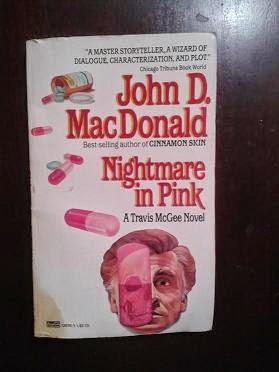 "A MASTER STORYTELLER, A WIZARD OF
DIALOGUE, CHARACTERIZATION, AND PLOT."
Chicago Tribune Book World
John D.
MacDonald
Best-selling author of CINNAMON SKIN
Nightmare
in Pink
A Travis McGee Novel